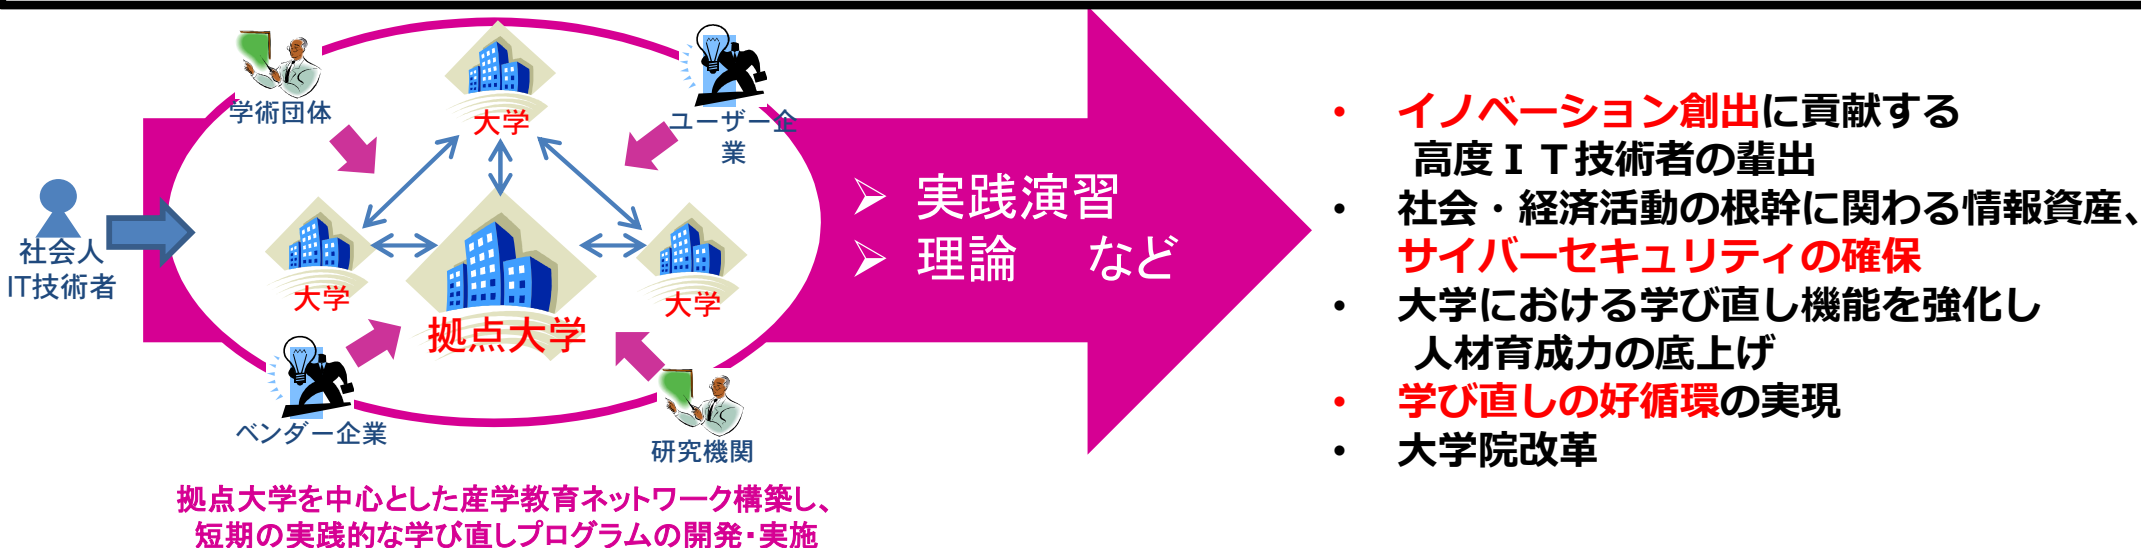 学術団体
大学
ユーザー企
業
社会人
IT技術者
大学
拠点大学
大学
ベンダー企業
研究機関
拠点大学を中心とした産学教育ネットワーク構築し、
短期の実践的な学び直しプログラムの開発・実施
➢ 実践演習
➢ 理論　など
• イノベーション創出に貢献する
高度ＩＴ技術者の輩出
• 社会・経済活動の根幹に関わる情報資産、
サイバーセキュリティの確保
• 大学における学び直し機能を強化し
人材育成力の底上げ
• 学び直しの好循環の実現
• 大学院改革